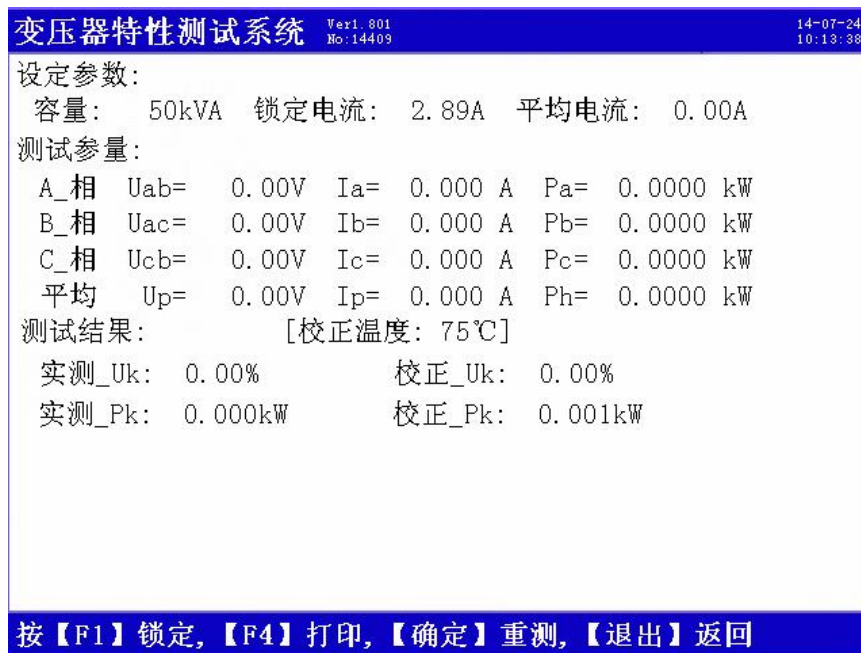 变压器特性测试系统 Ver1.801 14-07-24
No:14409 10:13:38
设定参数:
容量: 50kVA 锁定电流: 2.89A 平均电流: 0.00A
测试参量:
A_相 Uab= 0.00V Ia= 0.000 A Pa= 0.0000 kW
B_相 Uac= 0.00V Ib= 0.000 A Pb= 0.0000 kW
C_相 Ucb= 0.00V Ic= 0.000 A Pc= 0.0000 kW
平均 Up= 0.00V Ip= 0.000 A Ph= 0.0000 kW
测试结果: [校正温度: 75℃]
实测_Uk: 0.00% 校正_Uk: 0.00%
实测_Pk: 0.000kW 校正_Pk: 0.001kW
按【F1】锁定,【F4】打印,【确定】重测,【退出】返回